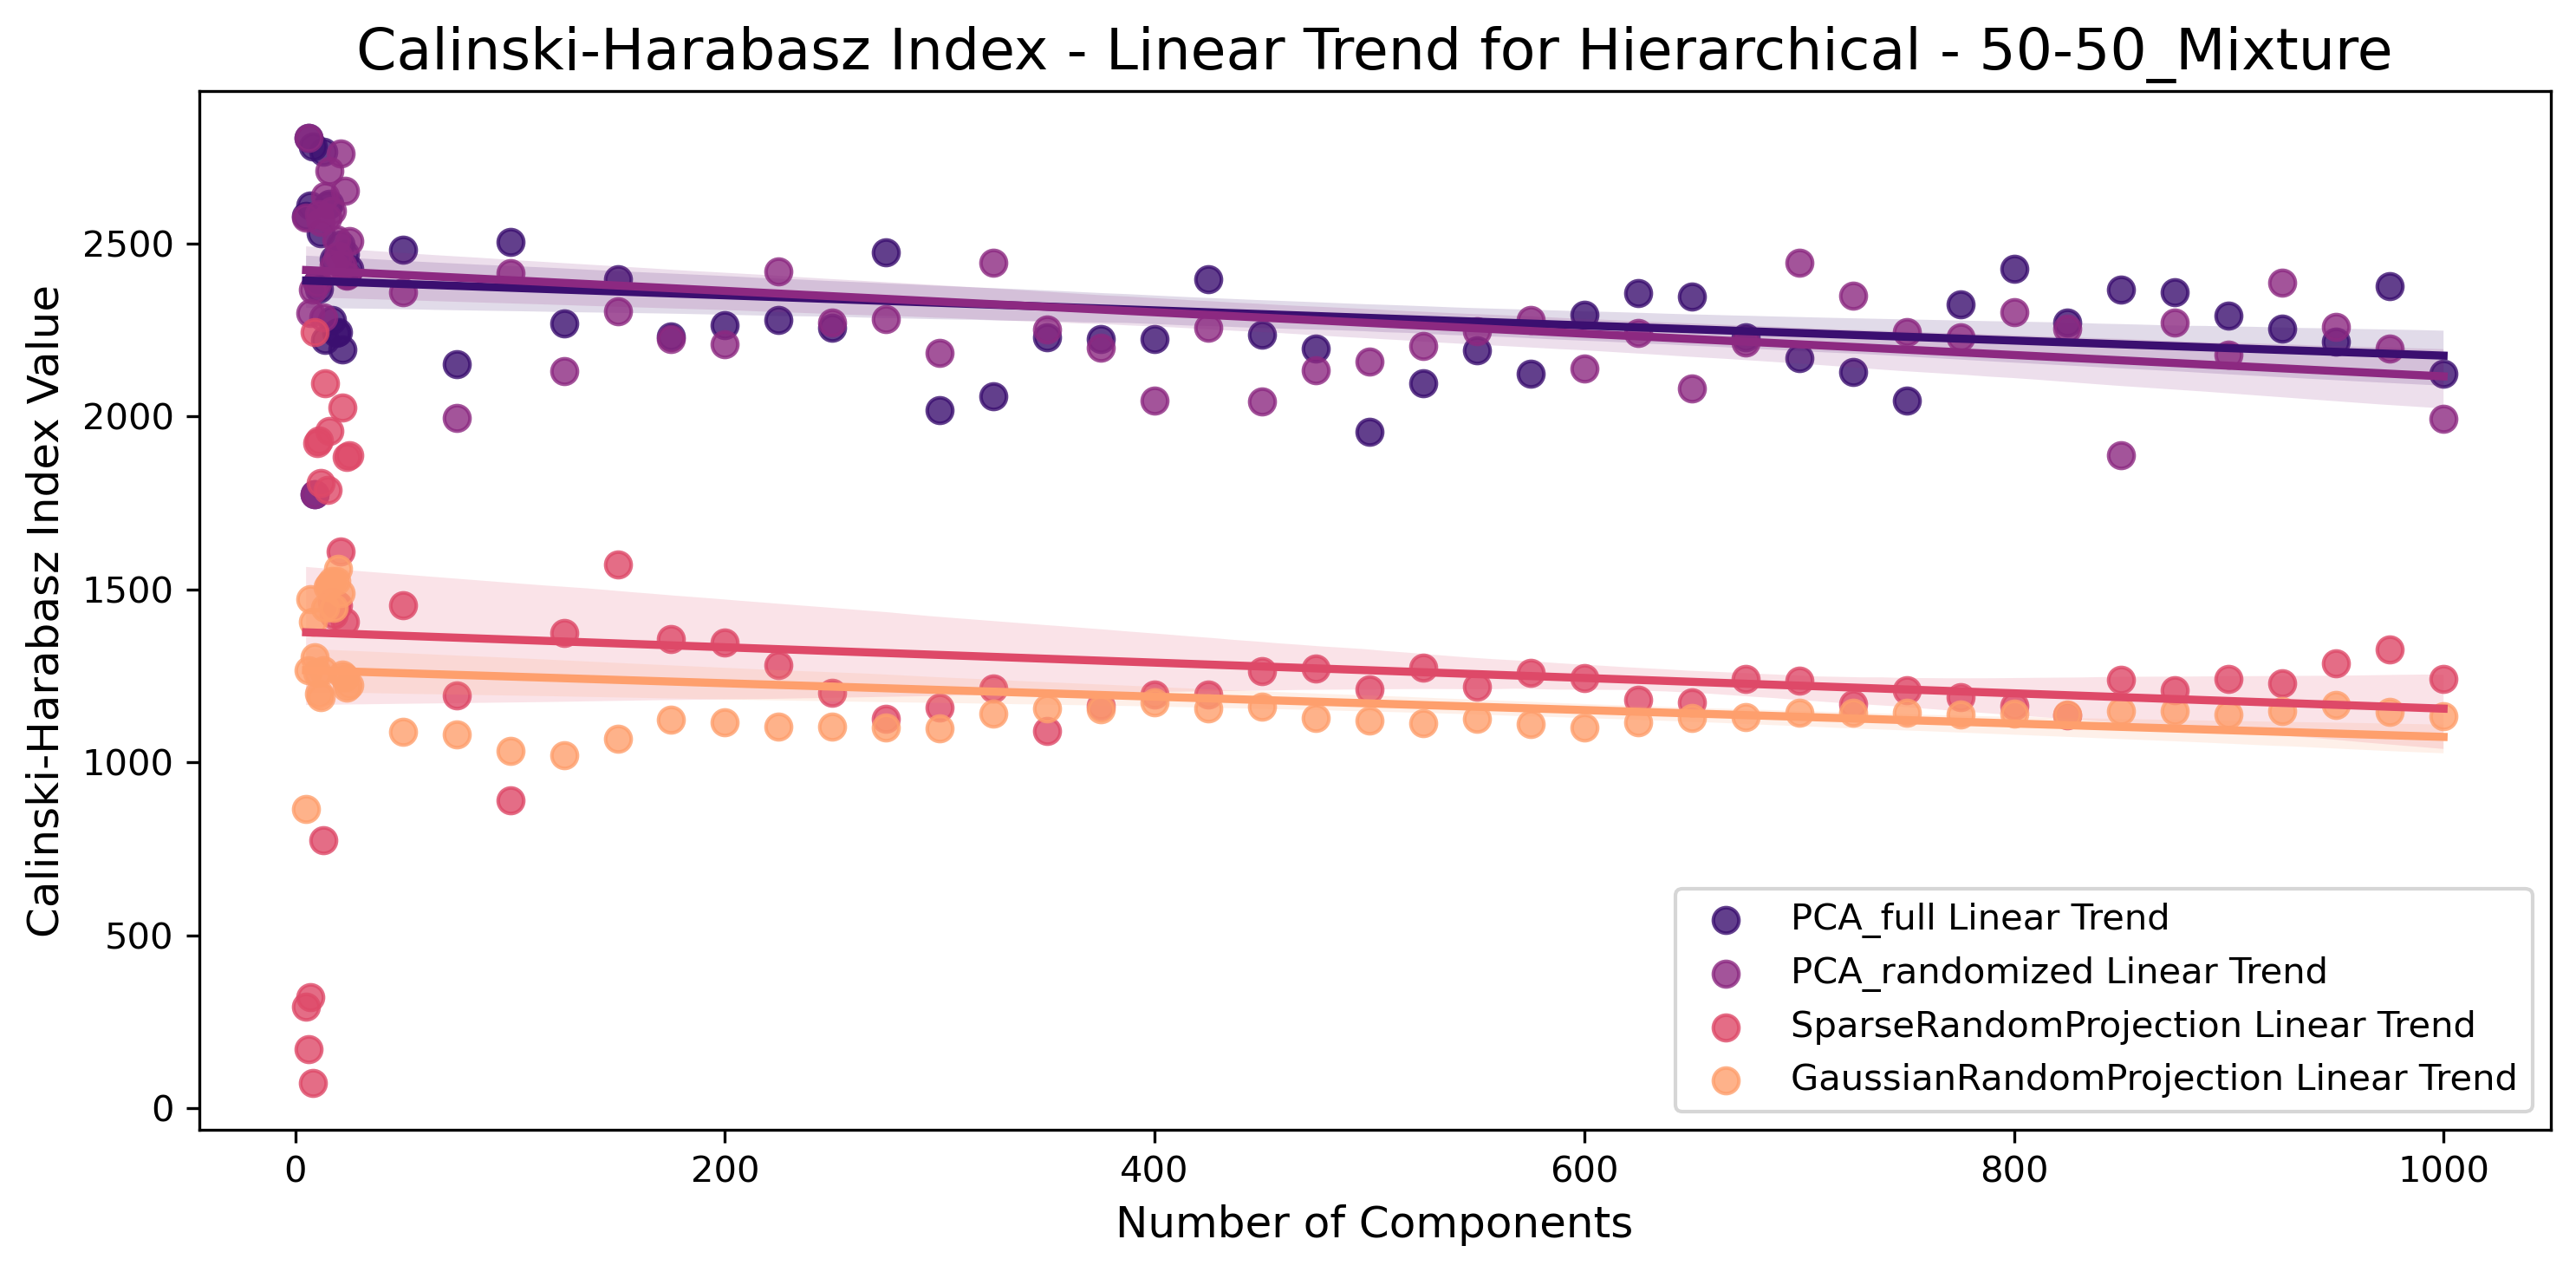 Calinski-Harabasz Index - Linear Trend for Hierarchical - 50-50_Mixture
Calinski-Harabasz Index Value
2500
2000
1500
1000
500
0
0 200 400 600 800 1000
Number of Components
PCA_full Linear Trend
PCA_randomized Linear Trend
SparseRandomProjection Linear Trend
GaussianRandomProjection Linear Trend